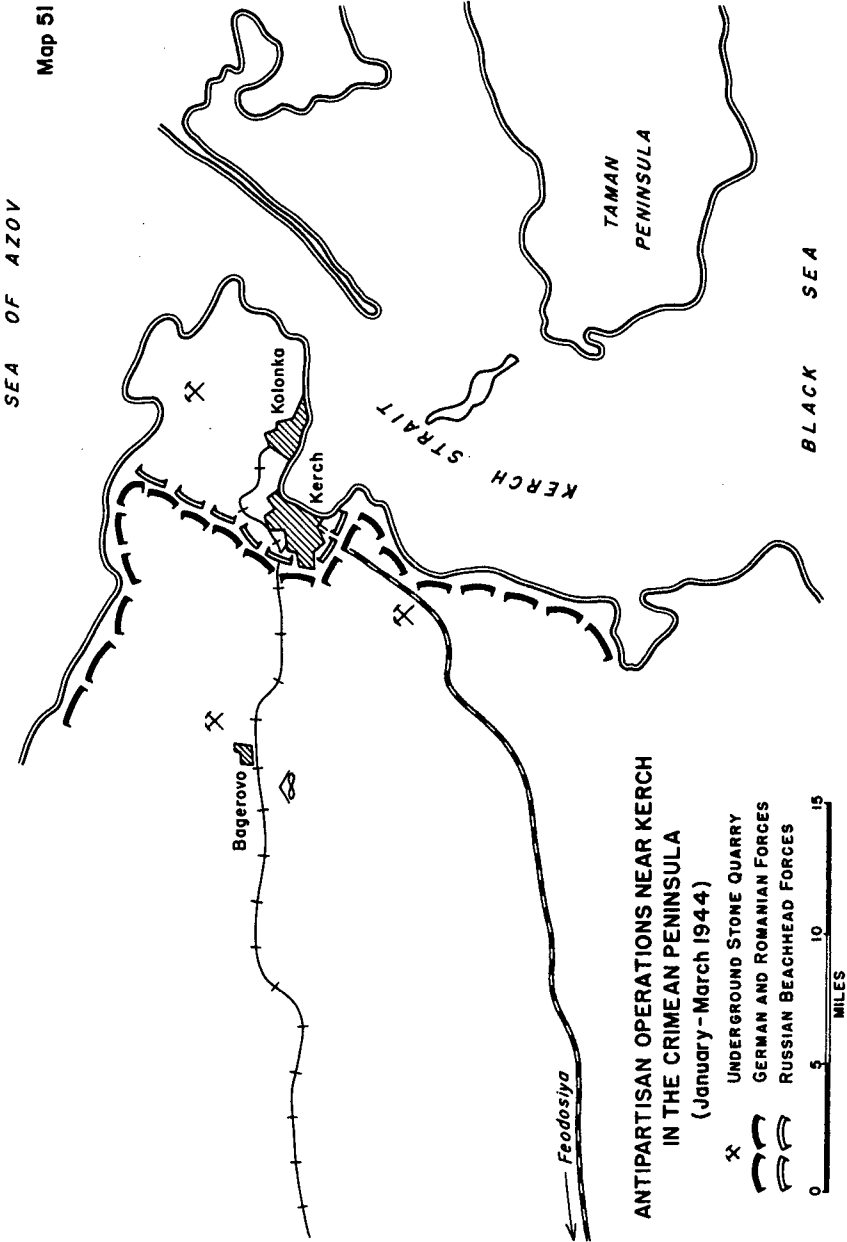 Map 51
SEA OF AZOV
Kolonka
Kerch
KERCH STRAIT
TAMAN
PENINSULA
BLACK SEA
Bagerovo
Feodosiya
ANTIPARTISAN OPERATIONS NEAR KERCH
IN THE CRIMEAN PENINSULA
(January-March 1944)
UNDERGROUND STONE QUARRY
GERMAN AND ROMANIAN FORCES
RUSSIAN BEACHHEAD FORCES
0 5 10 15
MILES